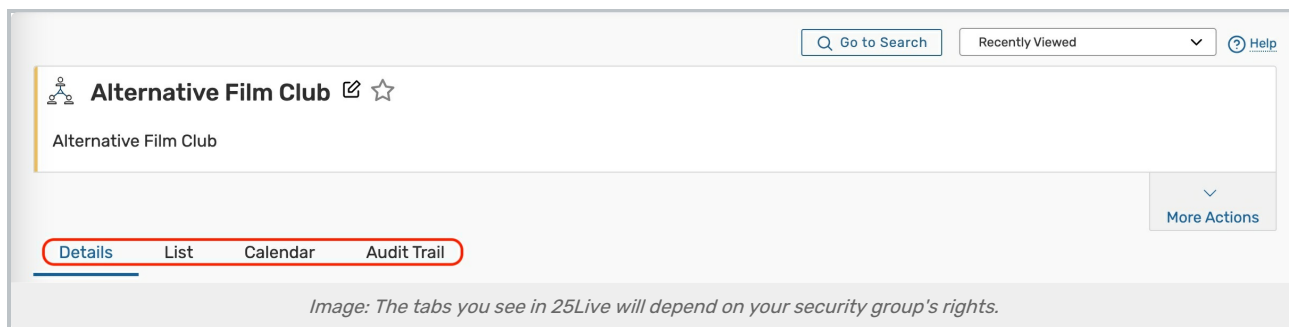 Go to Search Recently Viewed Help
Alternative Film Club
Alternative Film Club
More Actions
Details List Calendar Audit Trail
Image: The tabs you see in 25Live will depend on your security group's rights.